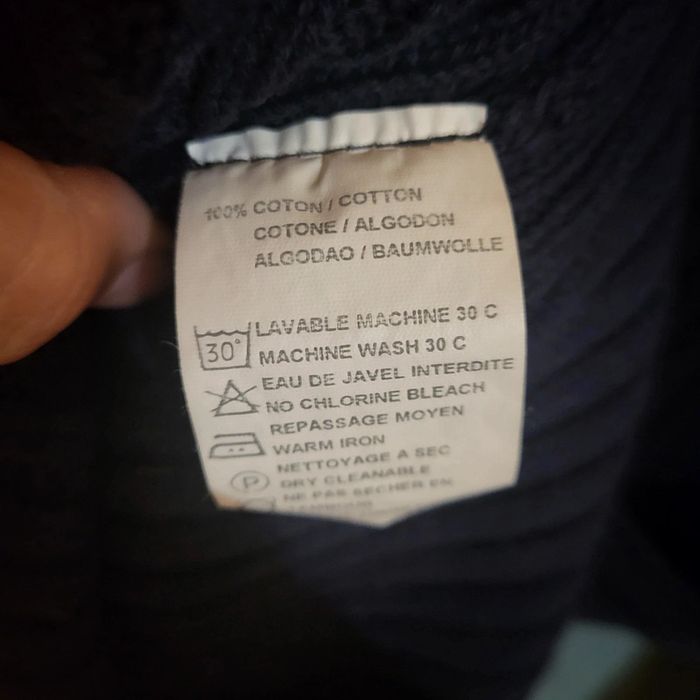 100% COTON / COTTON
COTONE / ALGODON
ALGODAO / BAUMWOLLE
30° LAVABLE MACHINE 30 C
MACHINE WASH 30 C
EAU DE JAVEL INTERDITE
NO CHLORINE BLEACH
REPASSAGE MOYEN
WARM IRON
NETTOYAGE A SEC
P DRY CLEANABLE
NE PAS SECHER EN